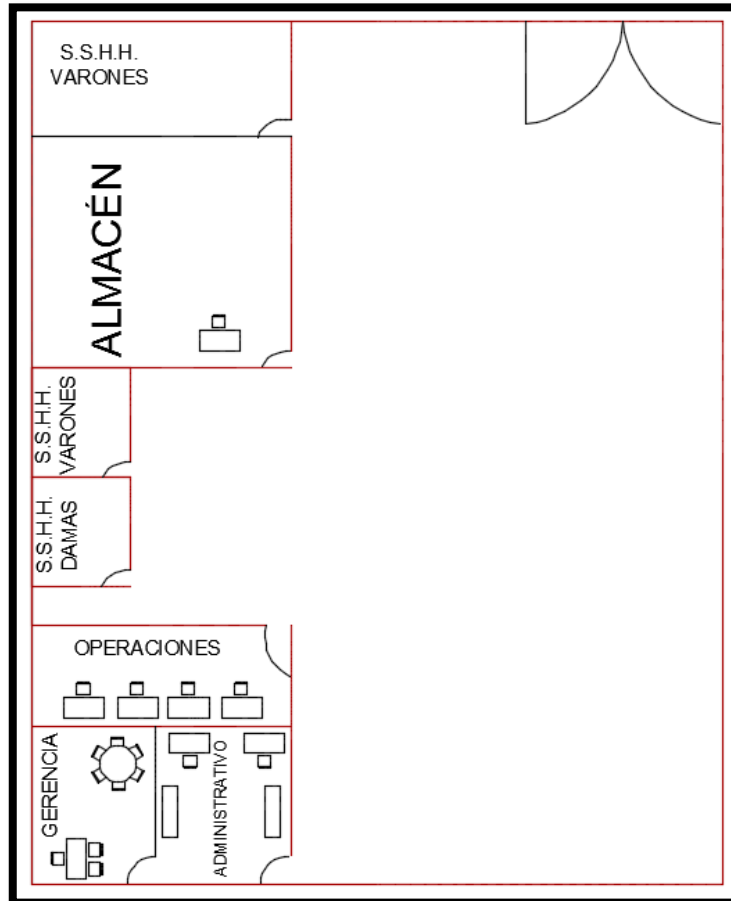 S.S.H.H.
VARONES
ALMACÉN
S.S.H.H.
VARONES
S.S.H.H.
DAMAS
OPERACIONES
GERENCIA
ADMINISTRATIVO